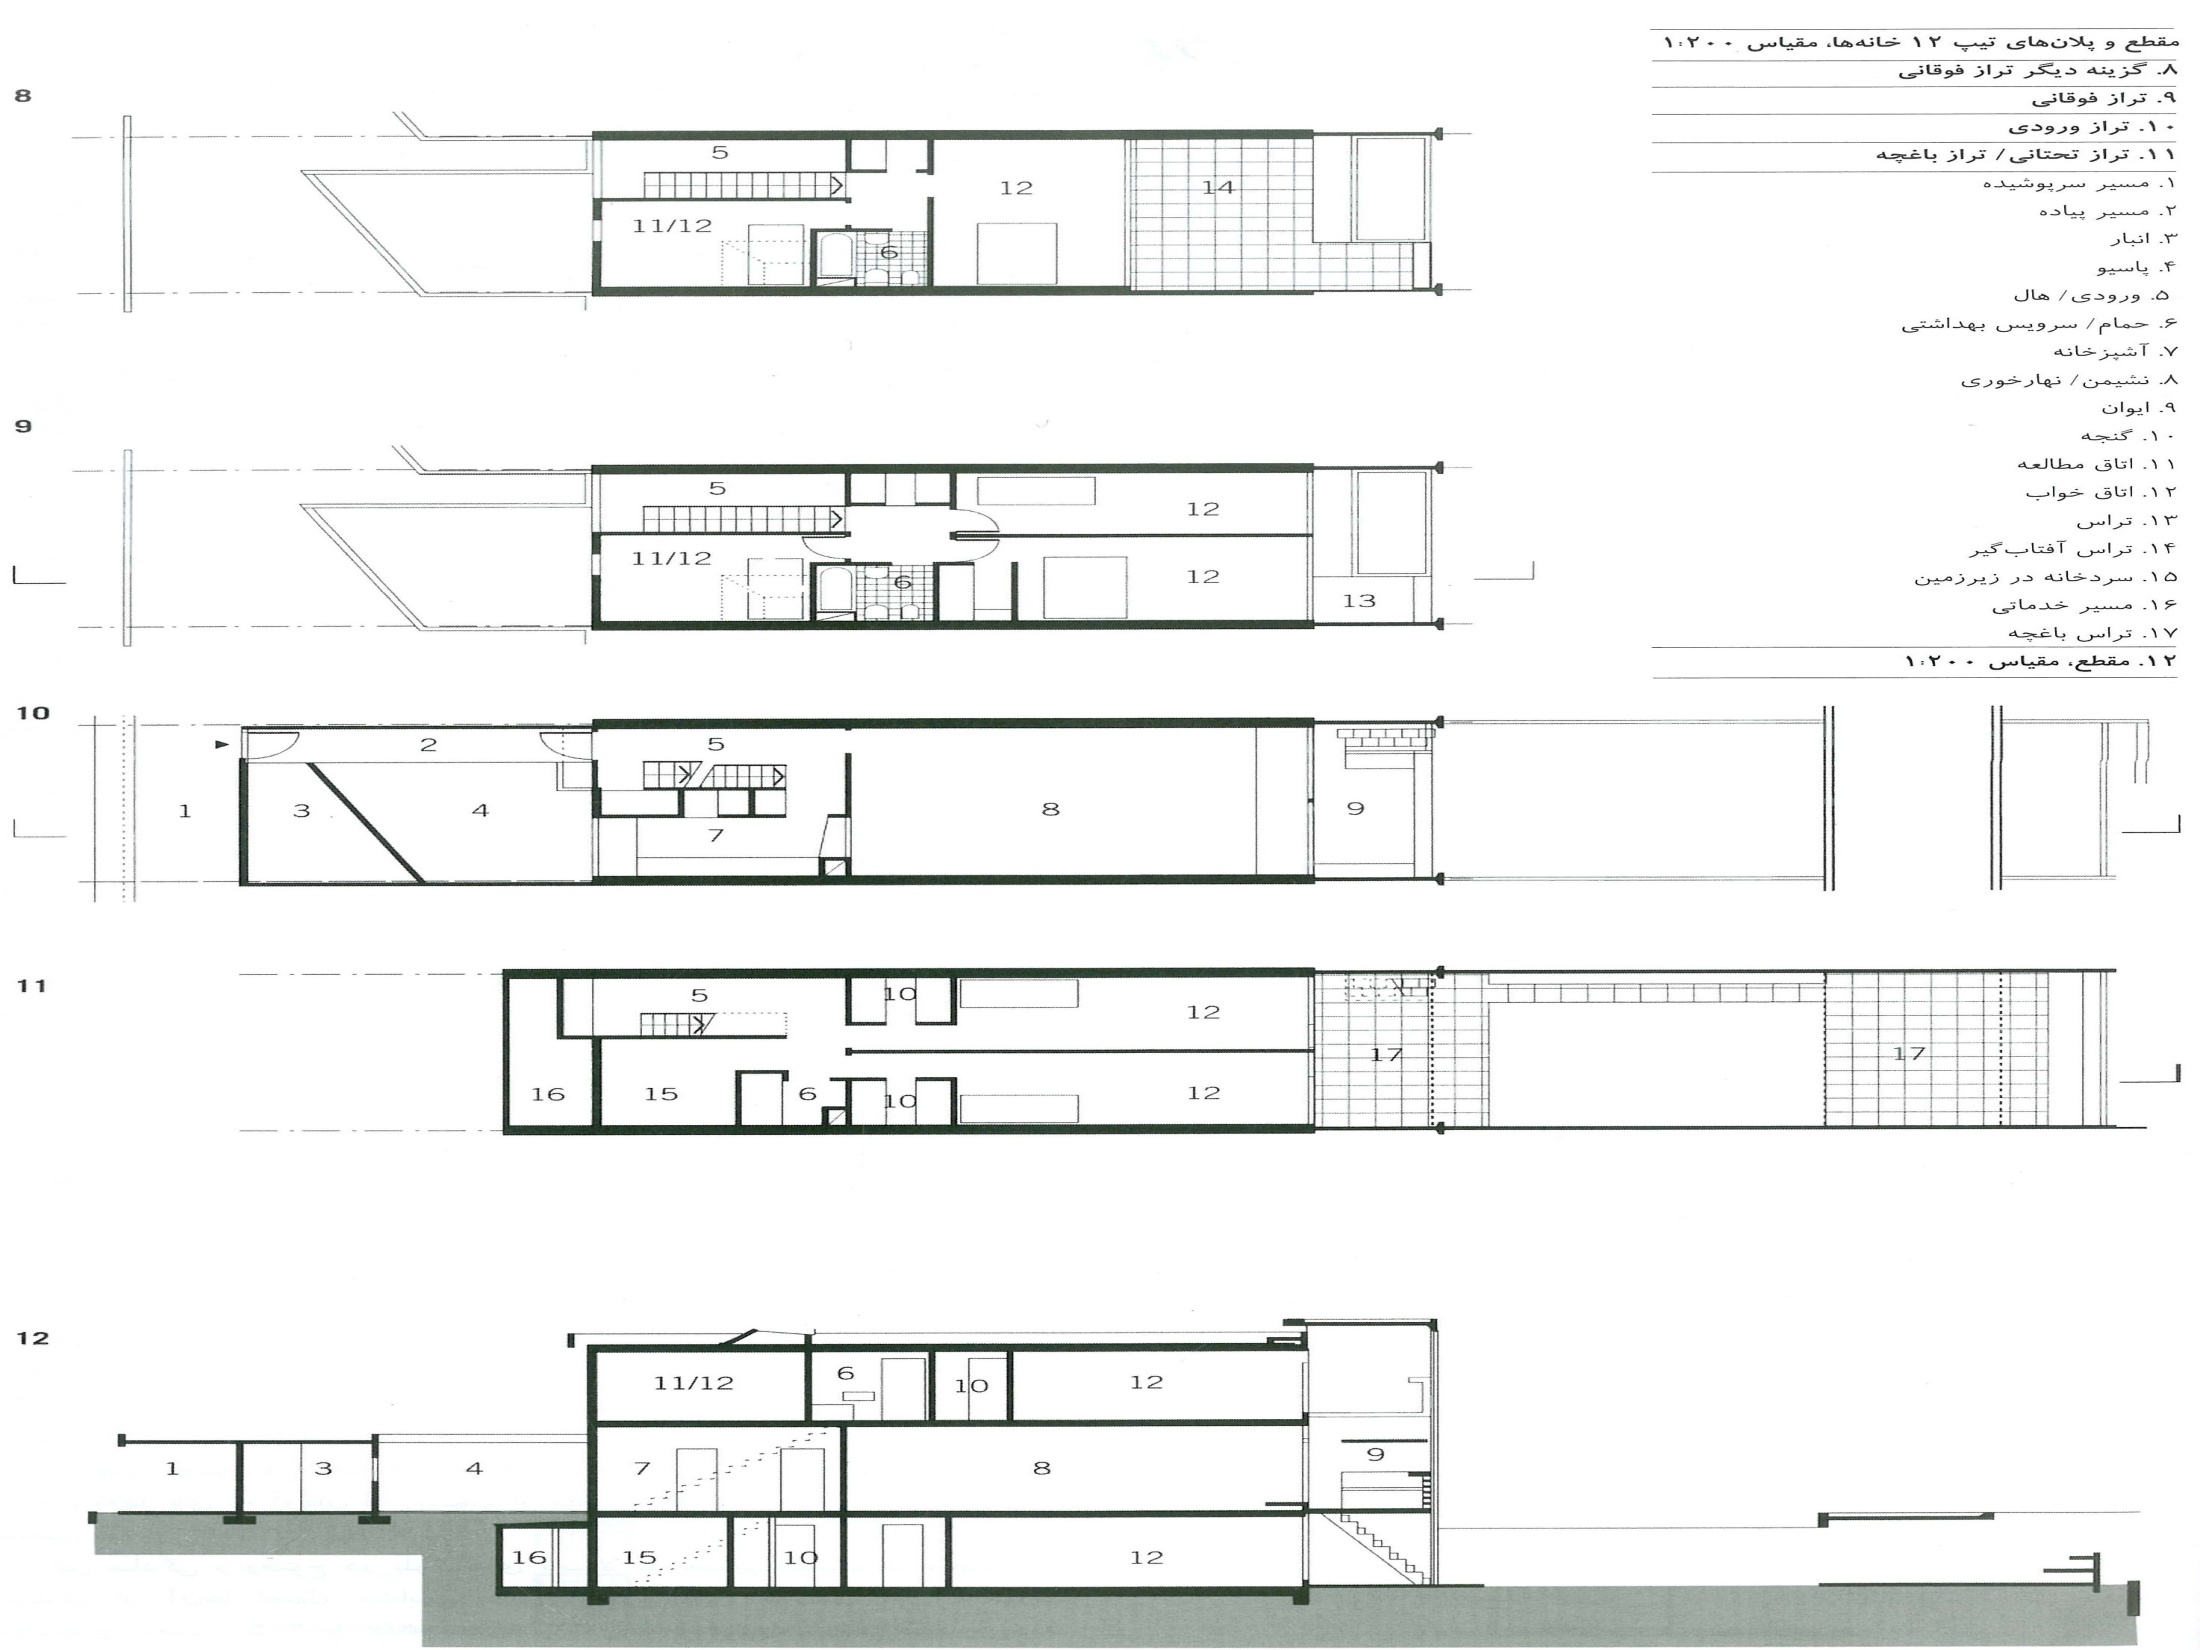 مقطع و پلان‌های تیپ ۱۲ خانه‌ها، مقیاس ۱:۲۰۰
۸. گزینه دیگر تراز فوقانی
۹. تراز فوقانی
۱۰. تراز ورودی
۱۱. تراز تحتانی/ تراز باغچه
۱. مسیر سرپوشیده
۲. مسیر پیاده
۳. انبار
۴. پاسیو
۵. ورودی/ هال
۶. حمام/ سرویس بهداشتی
۷. آشپزخانه
۸. نشیمن/ نهارخوری
۹. ایوان
۱۰. گنجه
۱۱. اتاق مطالعه
۱۲. اتاق خواب
۱۳. تراس
۱۴. تراس آفتاب‌گیر
۱۵. سردخانه در زیرزمین
۱۶. مسیر خدماتی
۱۷. تراس باغچه
۱۲. مقطع، مقیاس ۱:۲۰۰
8
5
12
14
11/12
6
9
5
12
11/12
6
12
13
10
2
5
1
3
4
7
8
9
11
5
10
12
17
17
16
15
6
10
12
12
11/12
6
10
12
1
3
4
7
8
9
16
15
10
12